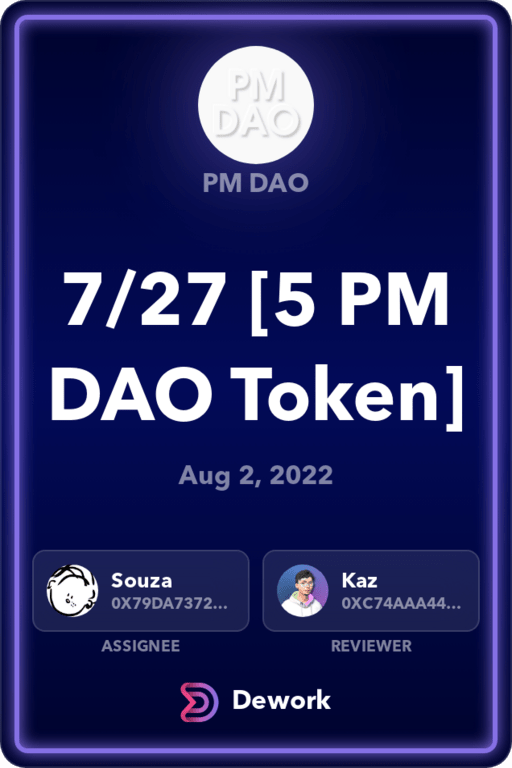 PM
DAO
PM DAO
7/27 [5 PM
DAO Token]
Aug 2, 2022
Souza
0X79DA7372...
Kaz
0XC74AAA44...
ASSIGNEE
REVIEWER
Dework